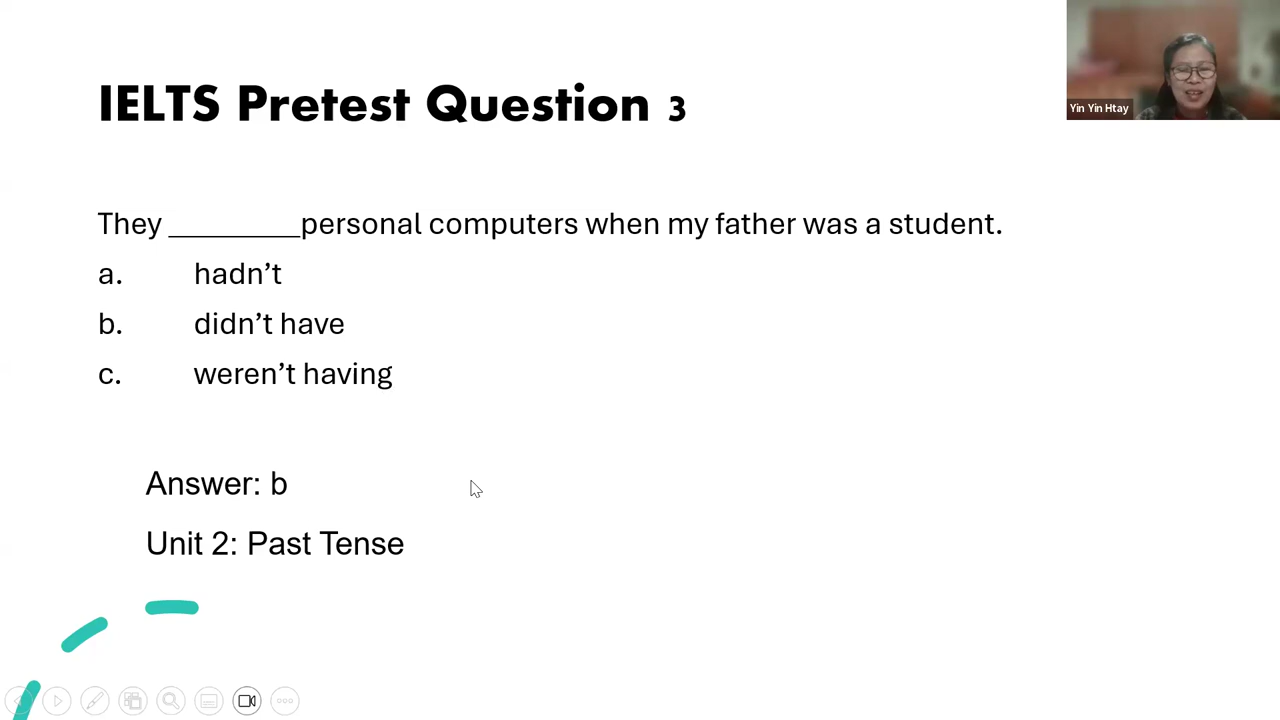 IELTS Pretest Question 3
Yin Yin Htay
They _________personal computers when my father was a student.
a. hadn’t
b. didn’t have
c. weren’t having
Answer: b
Unit 2: Past Tense